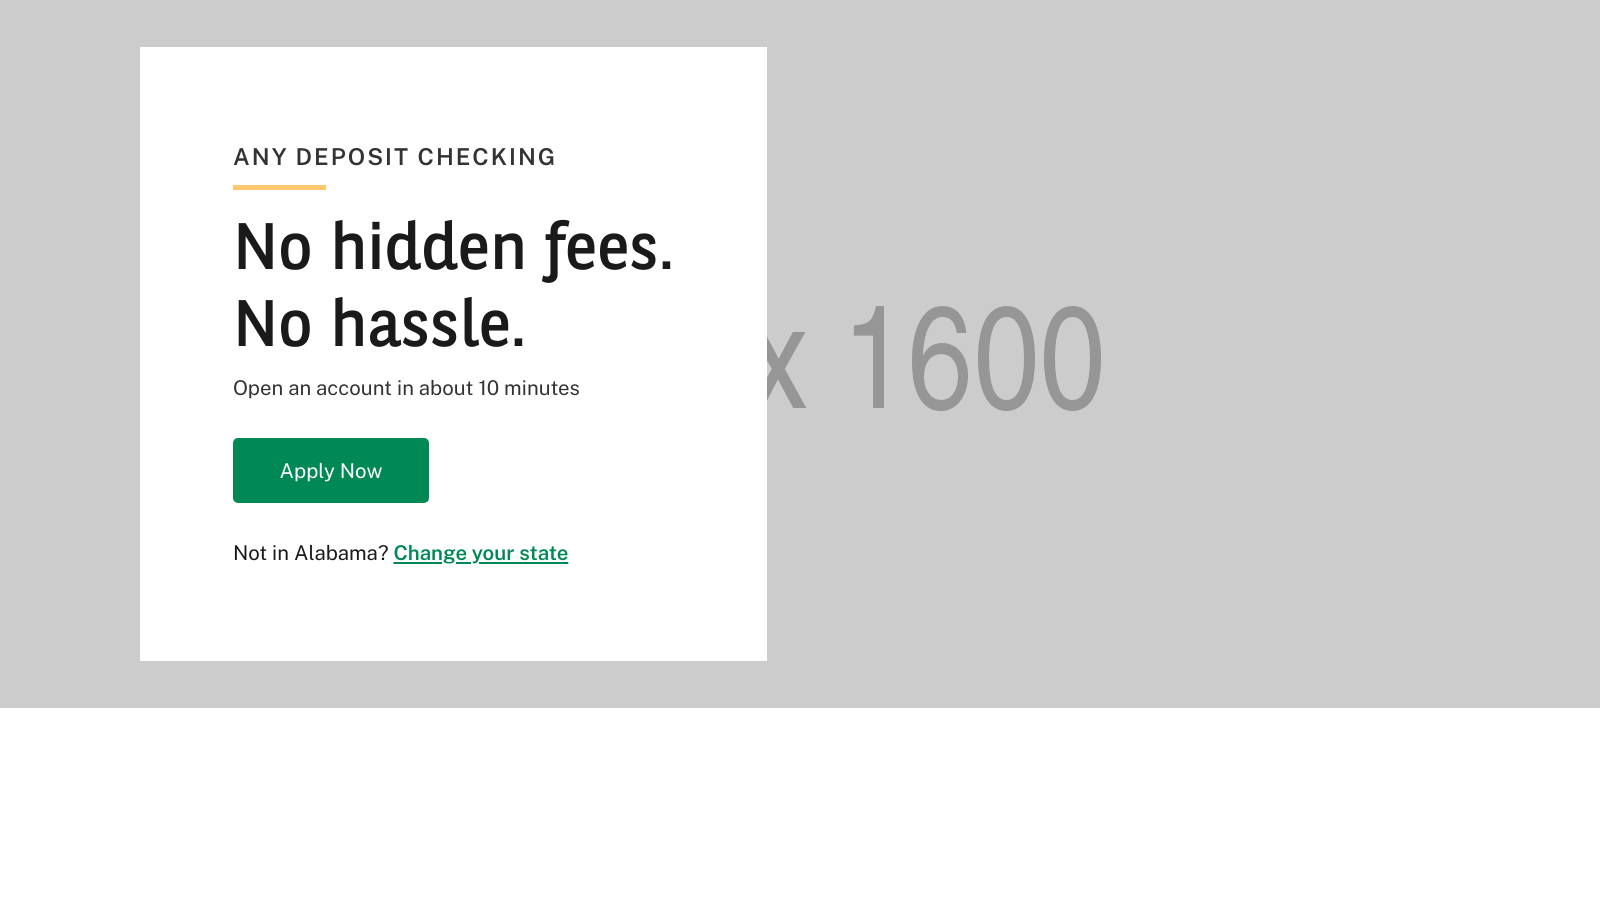 ANY DEPOSIT CHECKING
No hidden fees.
No hassle.
x 1600
Open an account in about 10 minutes
Apply Now
Not in Alabama? Change your state